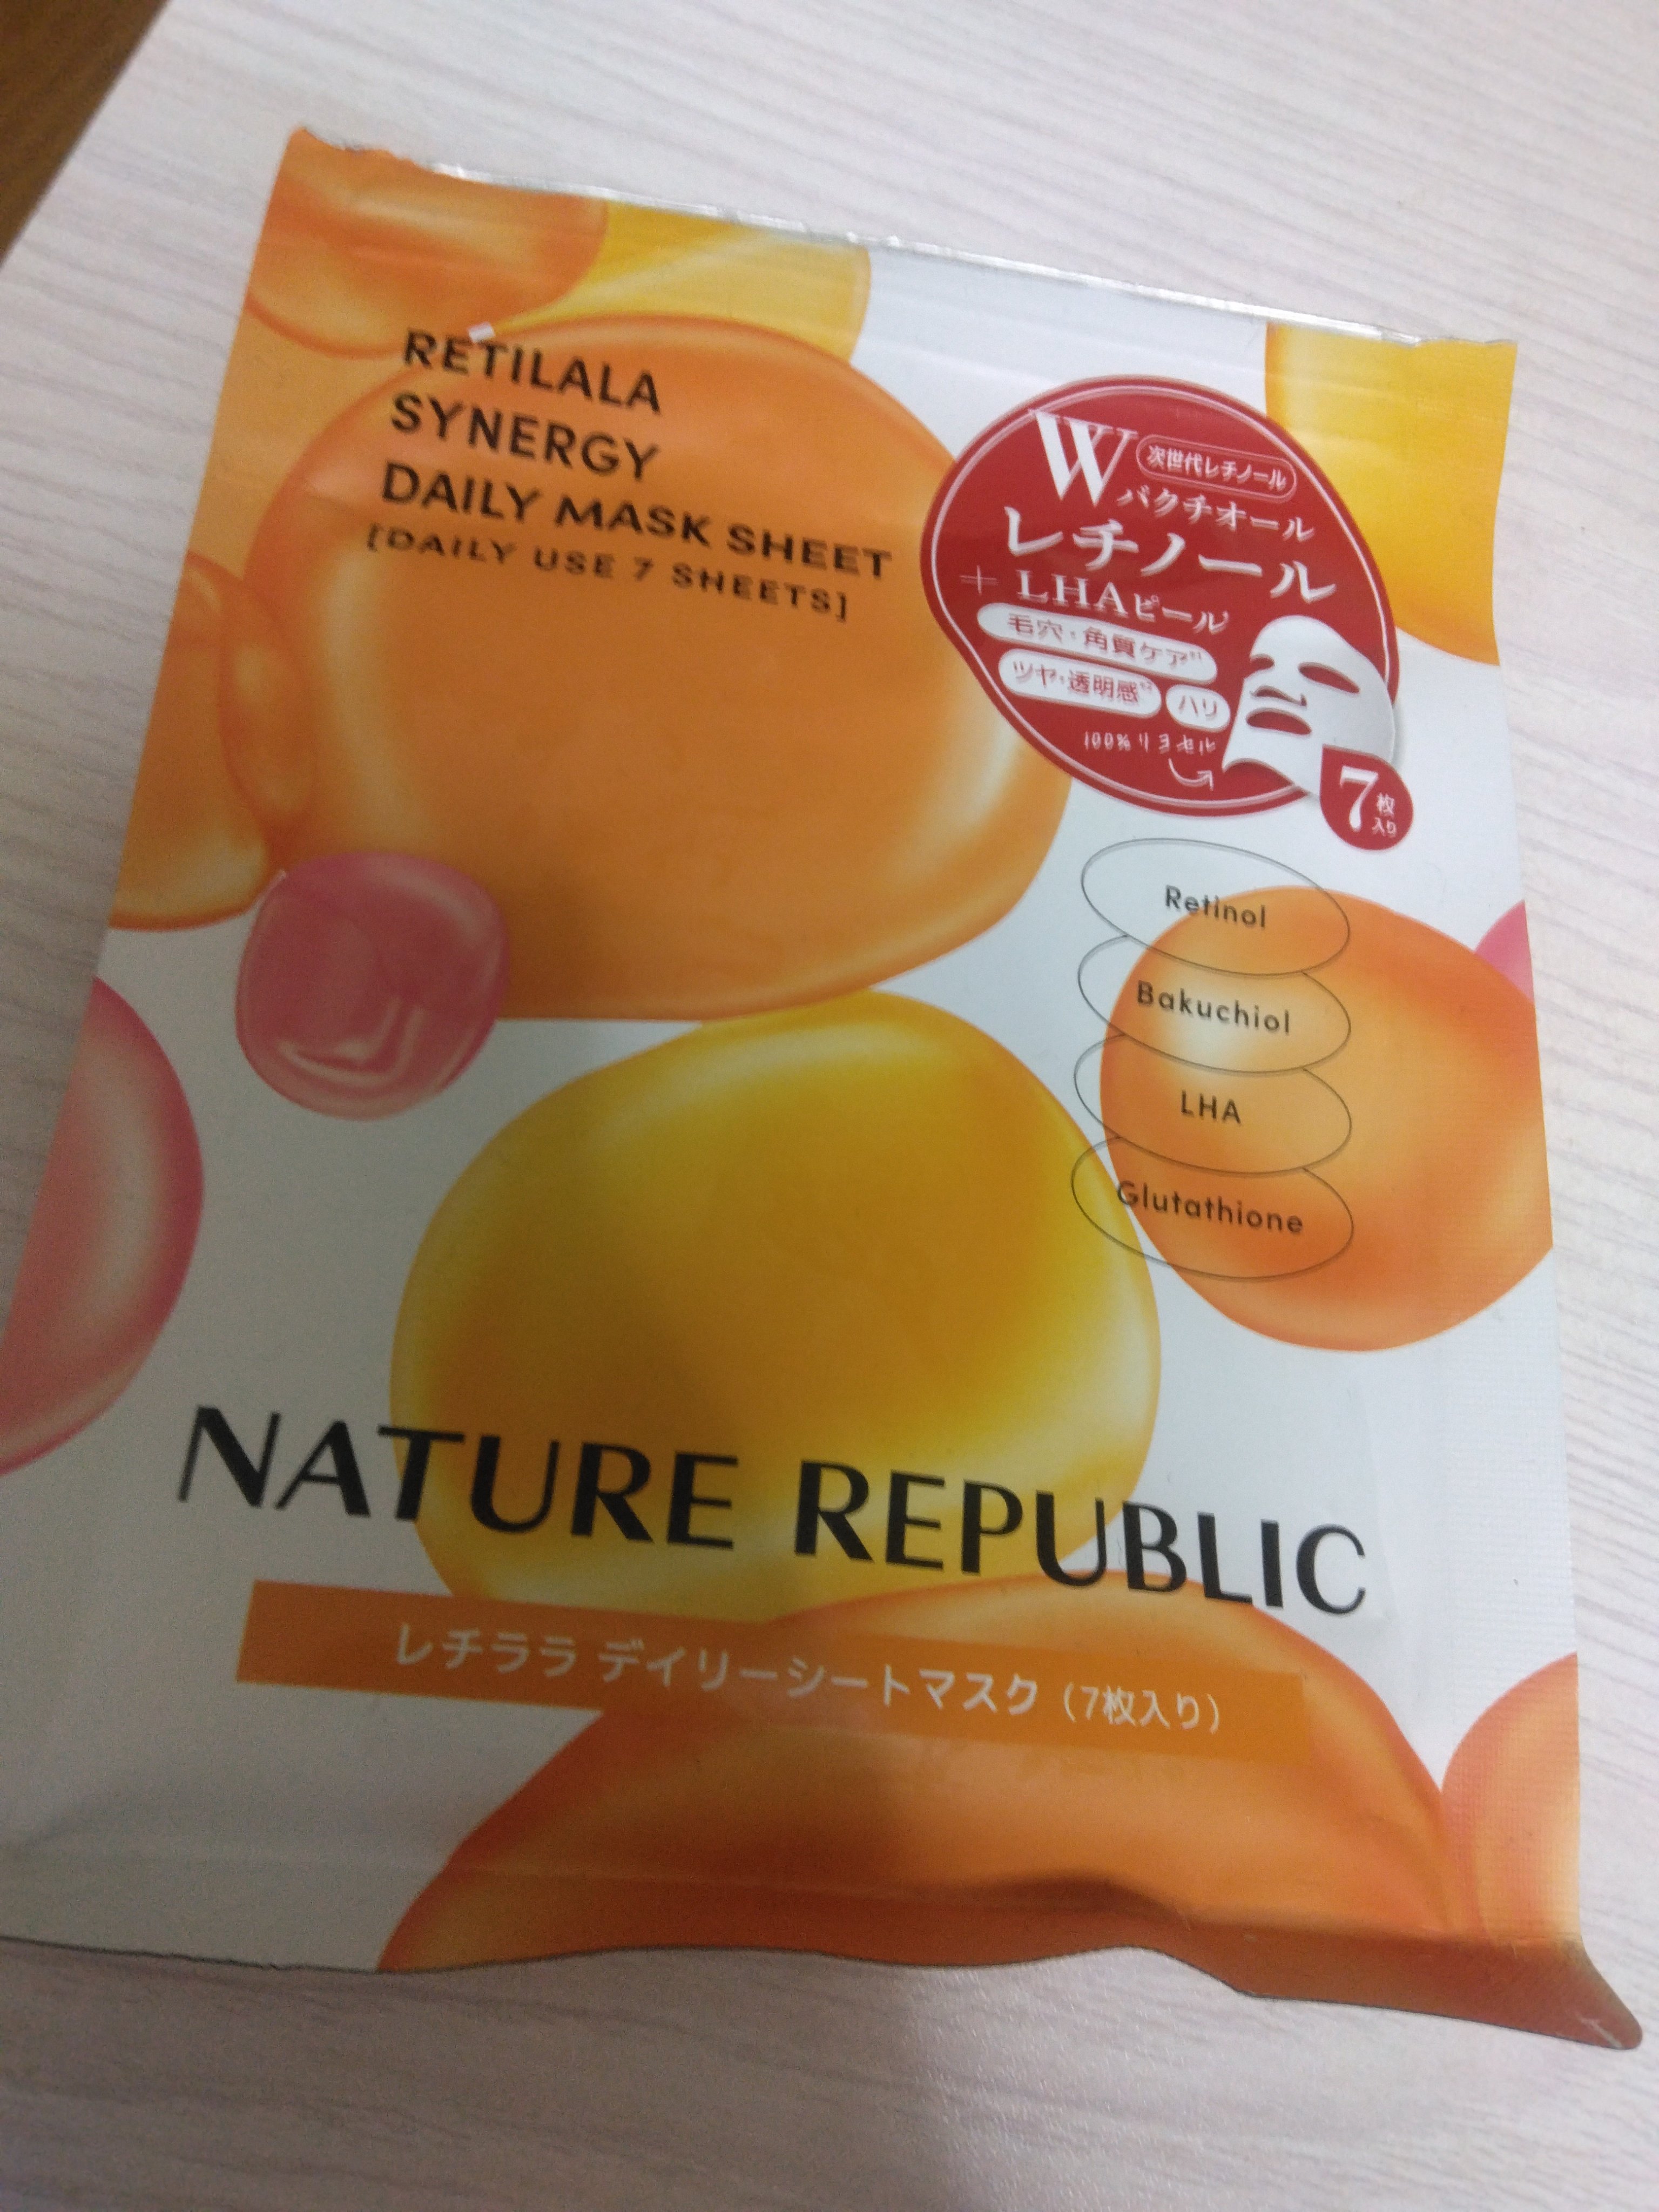 RETILALA
SYNERGY
DAILY MASK SHEET
[DAILY USE 7 SHEETS]
W 次世代レチノール
バクチオール
レチノール
+ LHAピール
毛穴・角質ケア*1
ツヤ・透明感*2 ハリ
100%リヨセル
7枚入り
Retinol
Bakuchiol
LHA
Glutathione
NATURE REPUBLIC
レチララ デイリーシートマスク（7枚入り）